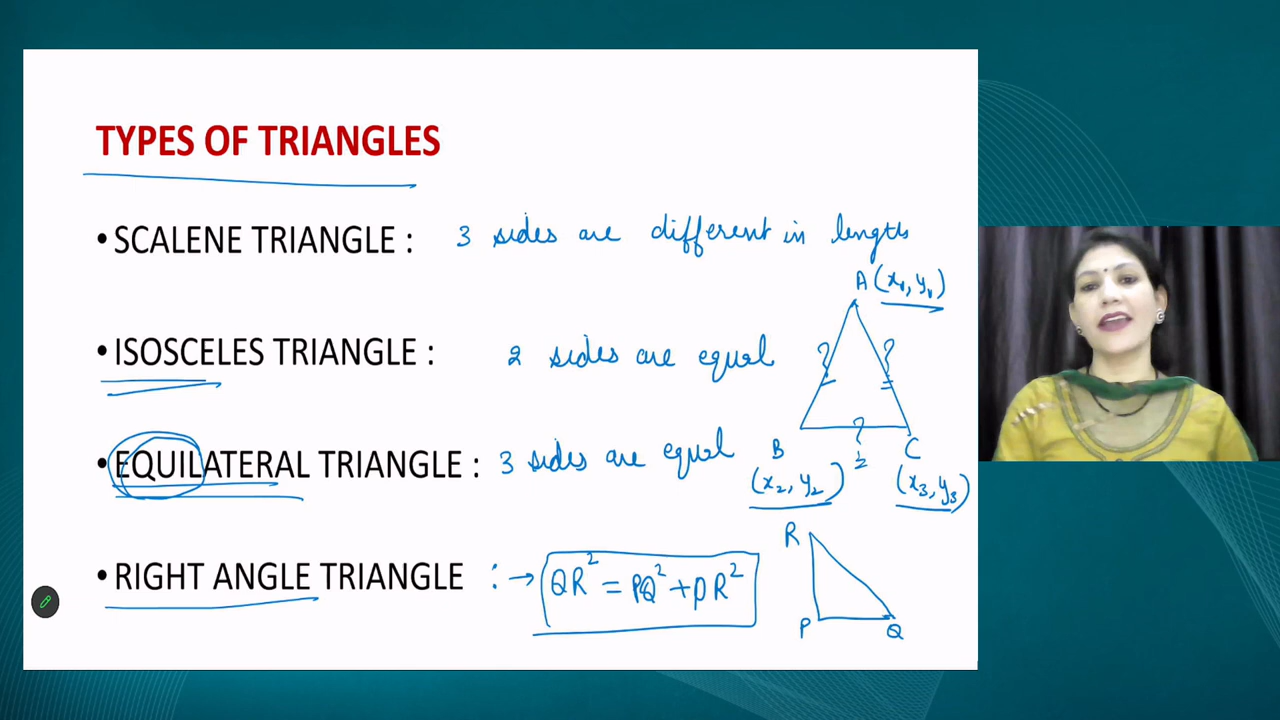 TYPES OF TRIANGLES
• SCALENE TRIANGLE : 3 sides are different in length
A (x₁, y₁)
• ISOSCELES TRIANGLE : 2 sides are equal
? ?
?
• EQUILATERAL TRIANGLE : 3 sides are equal
B C
(x₂, y₂) (x₃, y₃)
R
• RIGHT ANGLE TRIANGLE : → QR² = PQ² + PR²
P Q